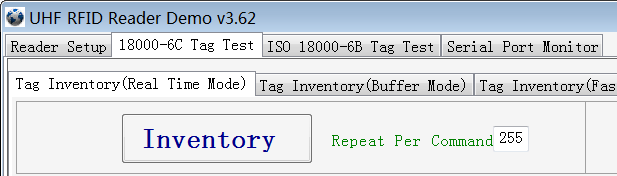 UHF RFID Reader Demo v3.62
Reader Setup 18000-6C Tag Test ISO 18000-6B Tag Test Serial Port Monitor
Tag Inventory(Real Time Mode) Tag Inventory(Buffer Mode) Tag Inventory(Fas
Inventory Repeat Per Command 255